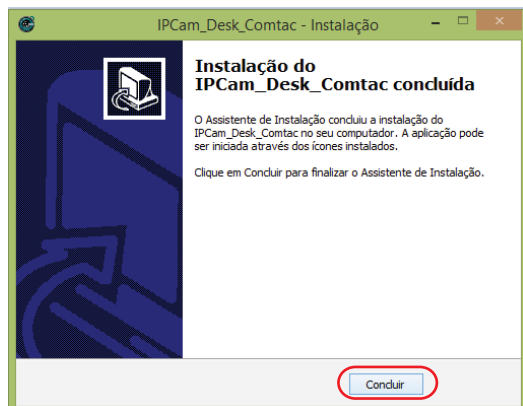 IPCam_Desk_Comtac - Instalação
Instalação do
IPCam_Desk_Comtac concluída
O Assistente de Instalação concluiu a instalação do
IPCam_Desk_Comtac no seu computador. A aplicação pode
ser iniciada através dos ícones instalados.
Clique em Concluir para finalizar o Assistente de Instalação.
Concluir